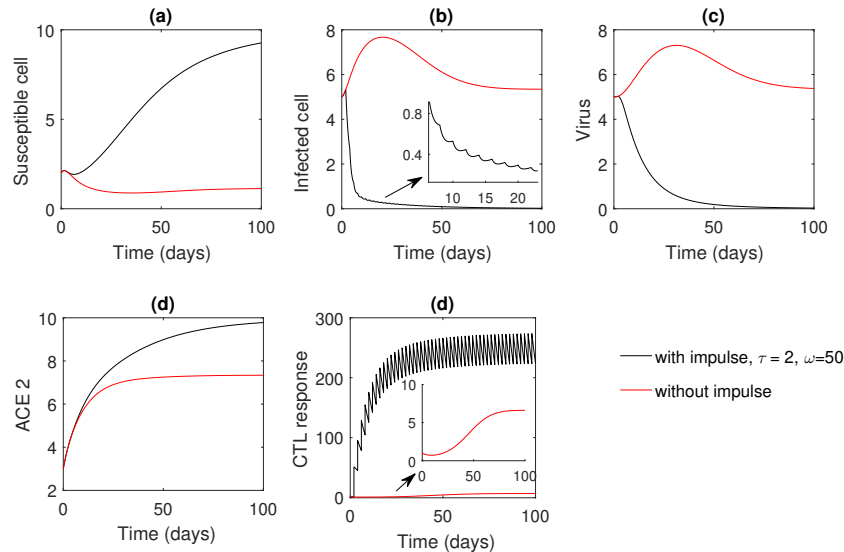 (a)
10
5
0
0
50
100
Susceptible cell
Time (days)
(b)
8
6
4
2
0
0
50
100
Infected cell
Time (days)
0.8
0.4
10
15
20
(c)
8
6
4
2
0
0
50
100
Virus
Time (days)
(d)
10
8
6
4
2
0
50
100
ACE 2
Time (days)
(d)
300
200
100
0
0
50
100
CTL response
Time (days)
10
5
0
0
50
100
with impulse, τ = 2, ω=50
without impulse